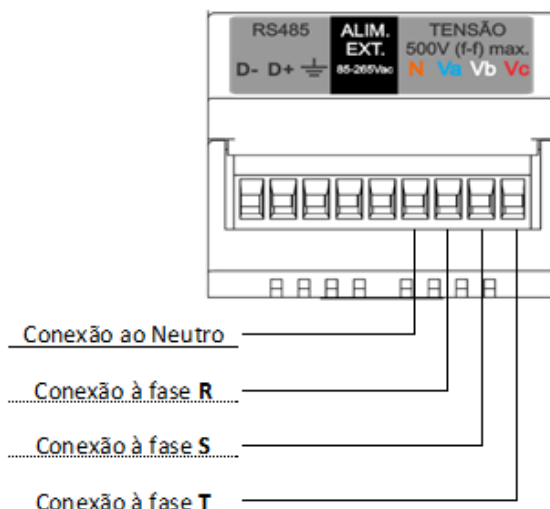 RS485
D- D+
ALIM.
EXT.
85-265Vac
TENSÃO
500V (f-f) max.
N Va Vb Vc
Conexão ao Neutro
Conexão à fase R
Conexão à fase S
Conexão à fase T